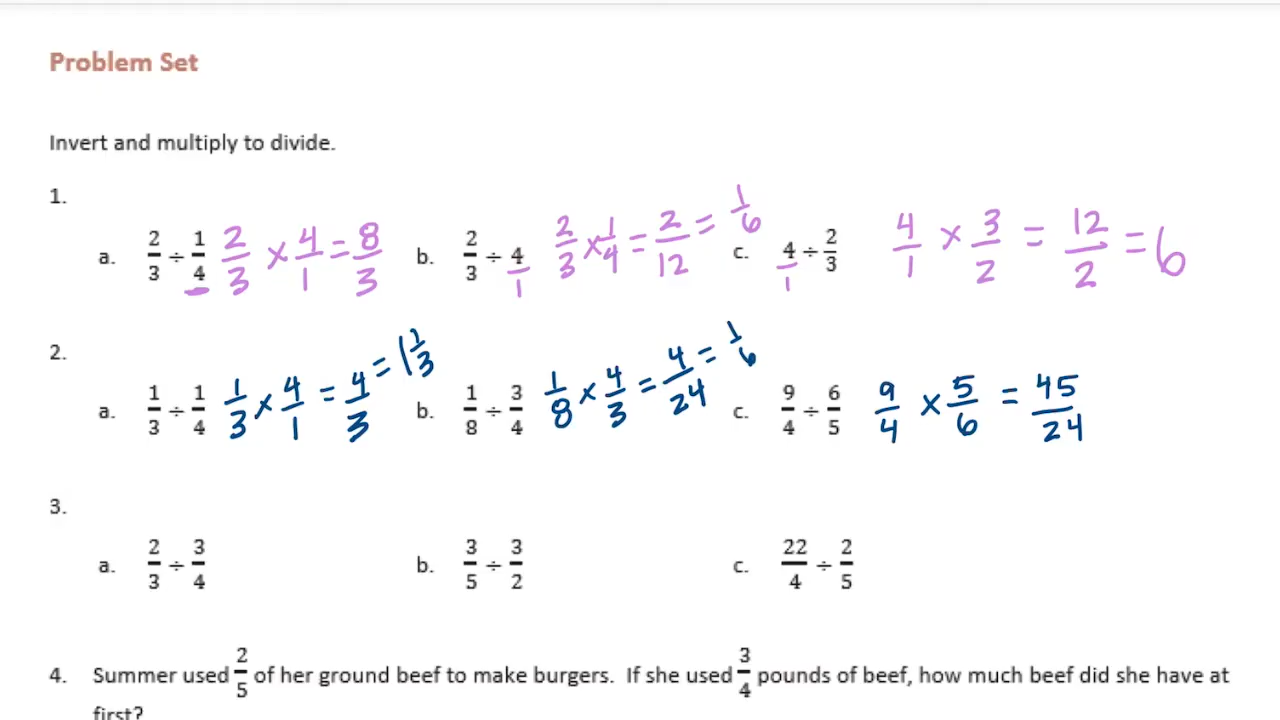 Problem Set
Invert and multiply to divide.
1.
a. 2/3 ÷ 1/4 2/3 × 4/1 = 8/3 b. 2/3 ÷ 4/1 2/3 × 1/4 = 2/12 = 1/6 c. 4/1 ÷ 2/3 4/1 × 3/2 = 12/2 = 6
2.
a. 1/3 ÷ 1/4 1/3 × 4/1 = 4/3 = 1 1/3 b. 1/8 ÷ 3/4 1/8 × 4/3 = 4/24 = 1/6 c. 9/4 ÷ 6/5 9/4 × 5/6 = 45/24
3.
a. 2/3 ÷ 3/4 b. 3/5 ÷ 3/2 c. 22/4 ÷ 2/5
4. Summer used 2/5 of her ground beef to make burgers. If she used 3/4 pounds of beef, how much beef did she have at
first?